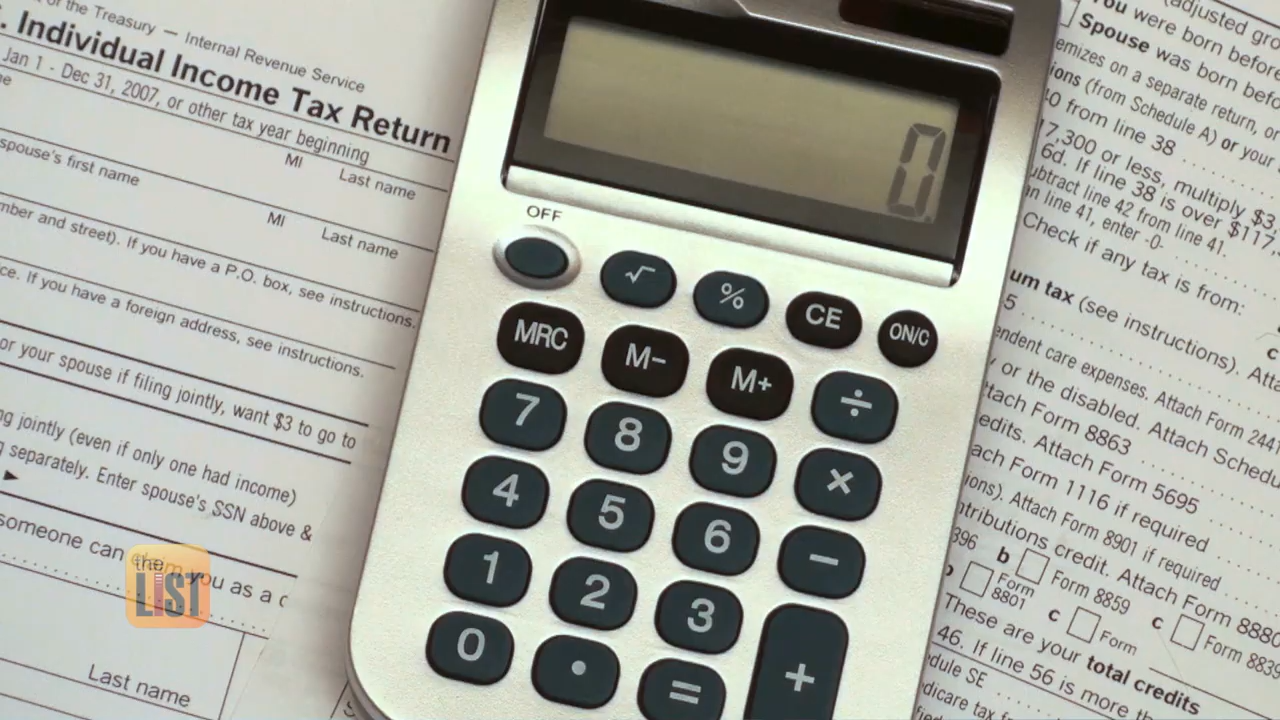 of the Treasury — Internal Revenue Service
. Individual Income Tax Return
Jan 1 - Dec 31, 2007, or other tax year beginning
MI Last name
spouse's first name
MI Last name
mber and street). If you have a P.O. box, see instructions.
ce. If you have a foreign address, see instructions.
or your spouse if filing jointly, want $3 to go to
g jointly (even if only one had income)
g separately. Enter spouse's SSN above &
someone can you as a
Last name
the
LIST
0.
OFF
√ % CE ON/C
MRC M− M+ ÷
7 8 9 ×
4 5 6 −
1 2 3
0 • = +
(adjusted gro
You were born before
Spouse was born befo
emizes on a separate return, o
ions (from Schedule A) or your
0 from line 38
7,300 or less, multiply $3,
6d. If line 38 is over $117,
ubtract line 42 from line 41.
n line 41, enter -0-
Check if any tax is from:
um tax (see instructions). Atta
5
endent care expenses. Attach Form 2441
y or the disabled. Attach Schedu
ttach Form 8863
edits. Attach Form 5695
ach Form 1116 if required
ons). Attach Form 8901 if required
ntributions credit. Attach Form 8880
396 b Form 8859 c Form 8839
Form 8801 c Form
These are your total credits
46. If line 56 is more th
dule SE
dicare tax